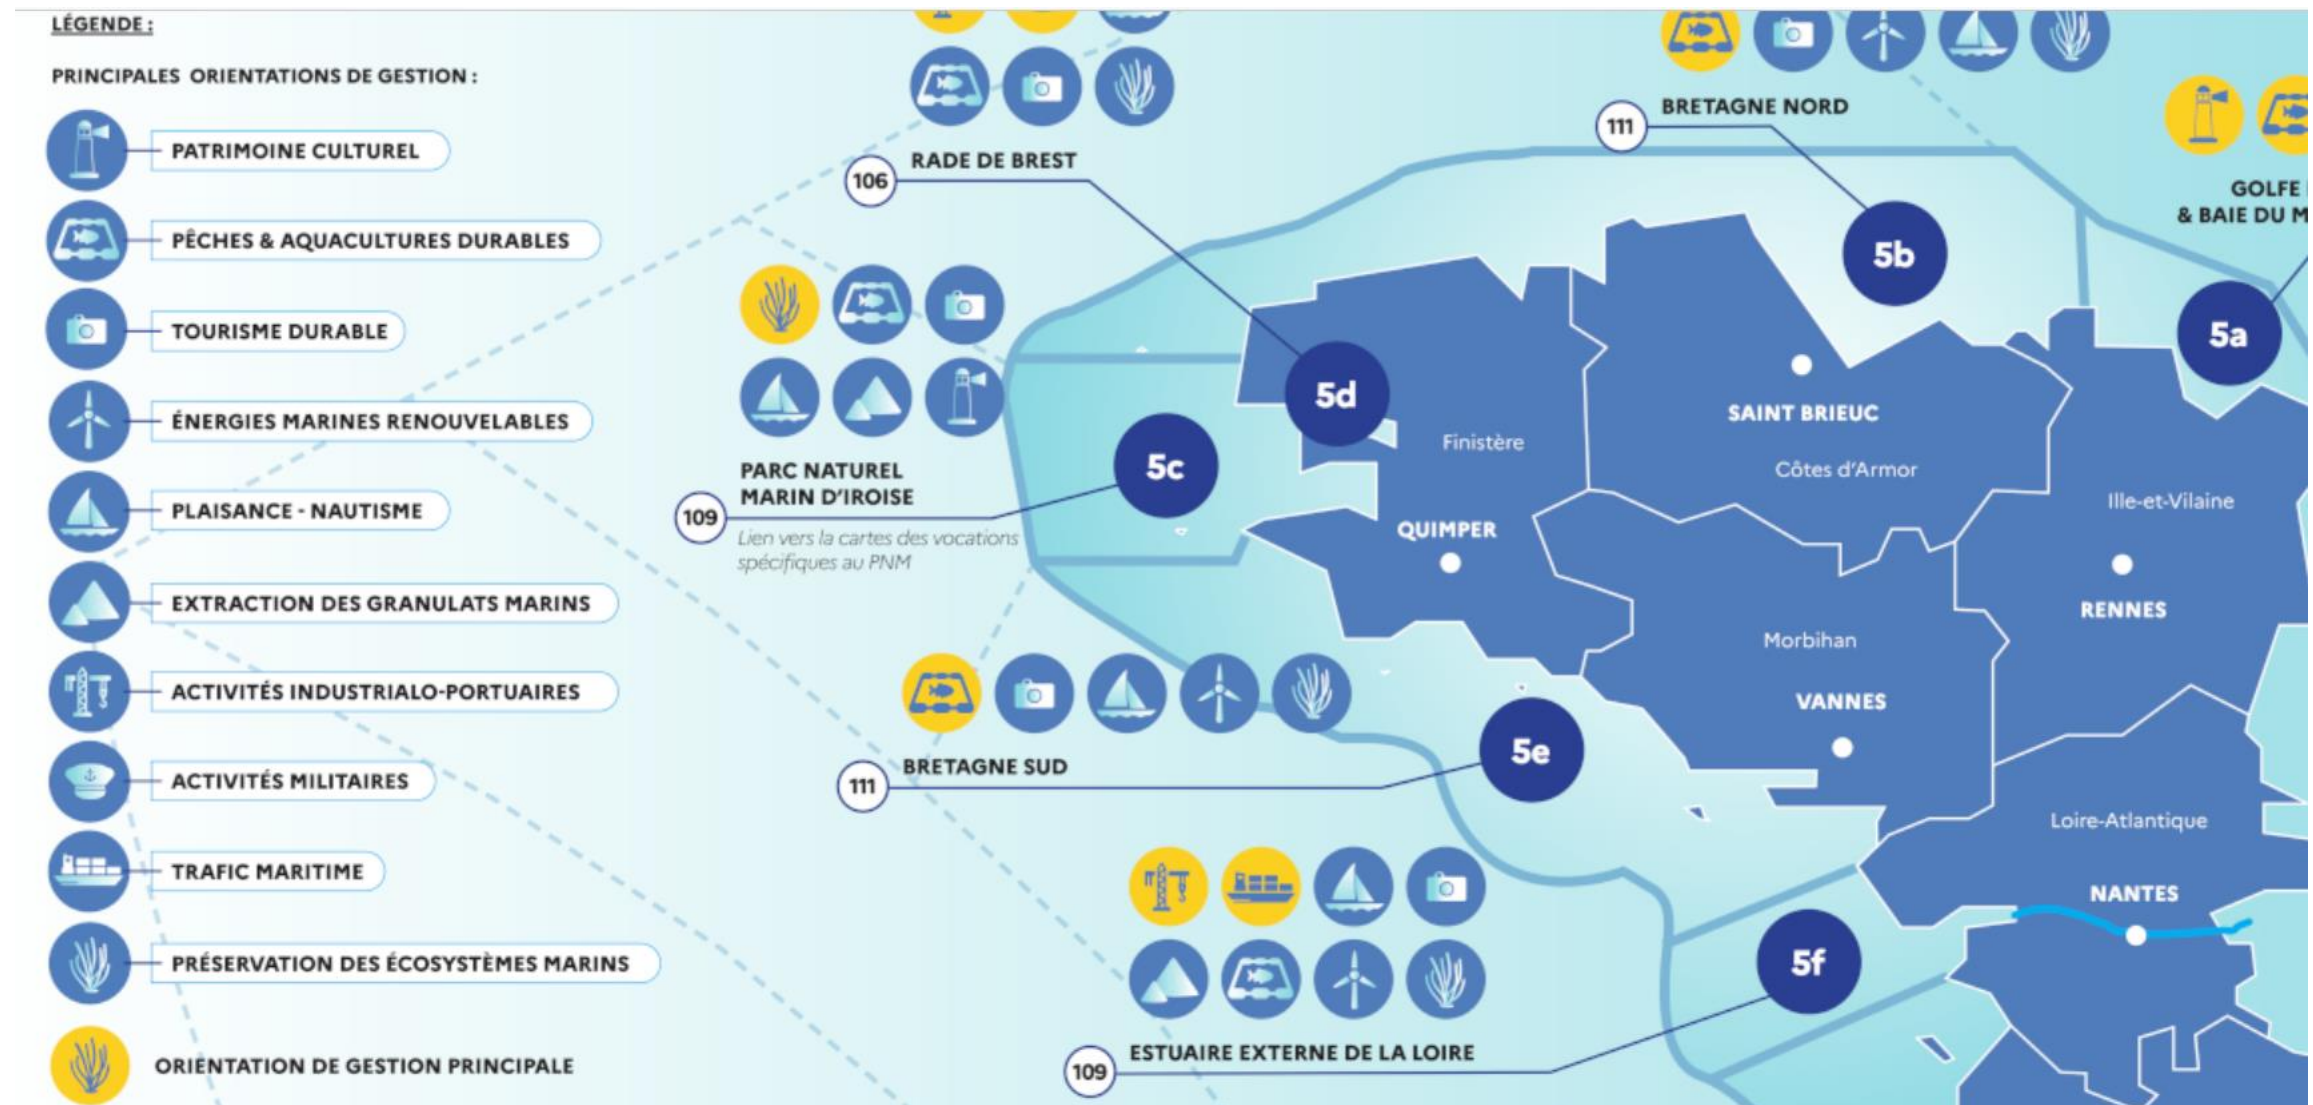 LÉGENDE :
PRINCIPALES ORIENTATIONS DE GESTION :
PATRIMOINE CULTUREL
PÊCHES & AQUACULTURES DURABLES
TOURISME DURABLE
ÉNERGIES MARINES RENOUVELABLES
PLAISANCE - NAUTISME
EXTRACTION DES GRANULATS MARINS
ACTIVITÉS INDUSTRIALO-PORTUAIRES
ACTIVITÉS MILITAIRES
TRAFIC MARITIME
PRÉSERVATION DES ÉCOSYSTÈMES MARINS
ORIENTATION DE GESTION PRINCIPALE
106
RADE DE BREST
111
BRETAGNE NORD
GOLFE
& BAIE DU M
5b
5a
5d
5c
PARC NATUREL
MARIN D'IROISE
109
Lien vers la cartes des vocations
spécifiques au PNM
Finistère
QUIMPER
SAINT BRIEUC
Côtes d'Armor
Ille-et-Vilaine
RENNES
Morbihan
VANNES
5e
BRETAGNE SUD
111
Loire-Atlantique
NANTES
5f
ESTUAIRE EXTERNE DE LA LOIRE
109